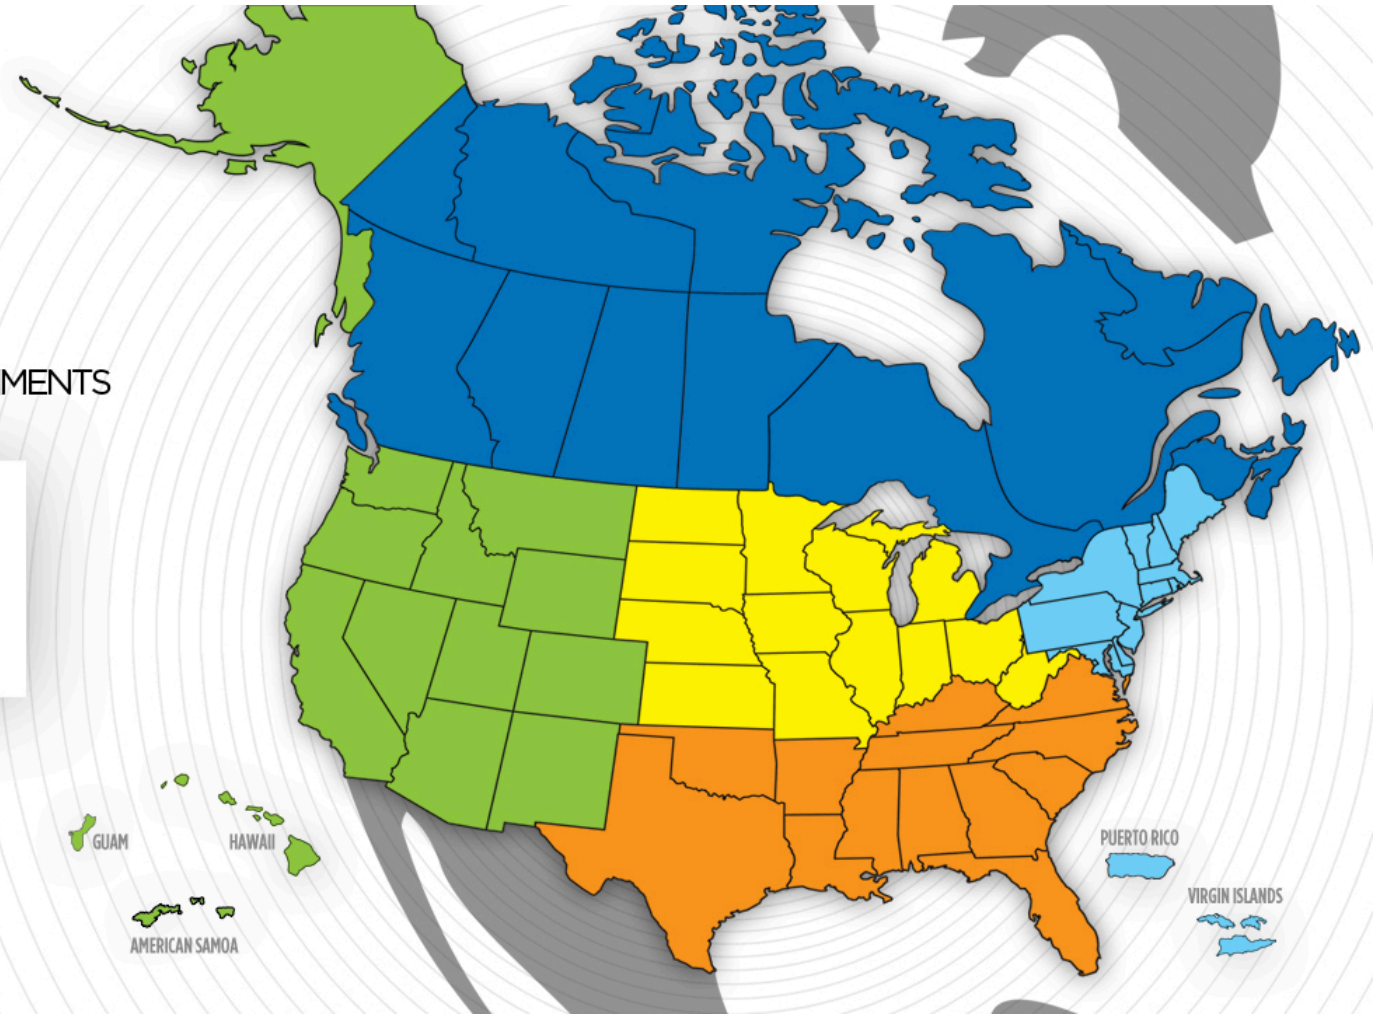 MENTS
GUAM
HAWAII
AMERICAN SAMOA
PUERTO RICO
VIRGIN ISLANDS